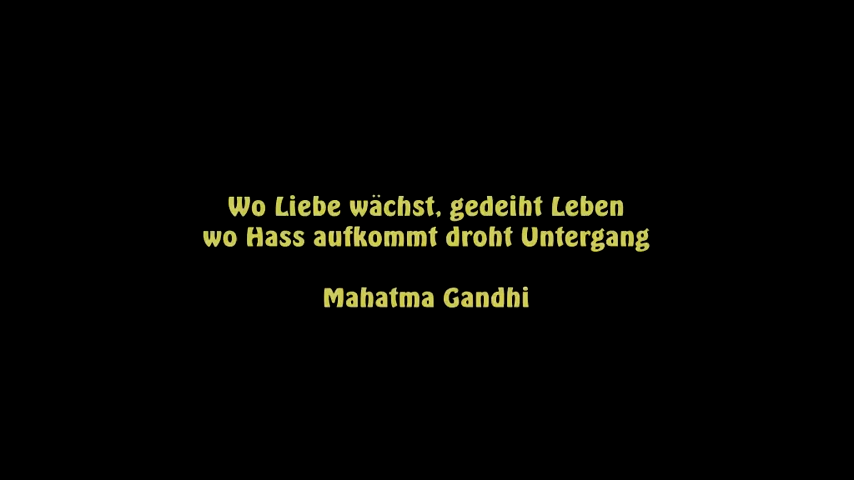 Wo Liebe wächst, gedeiht Leben
wo Hass aufkommt droht Untergang
Mahatma Gandhi